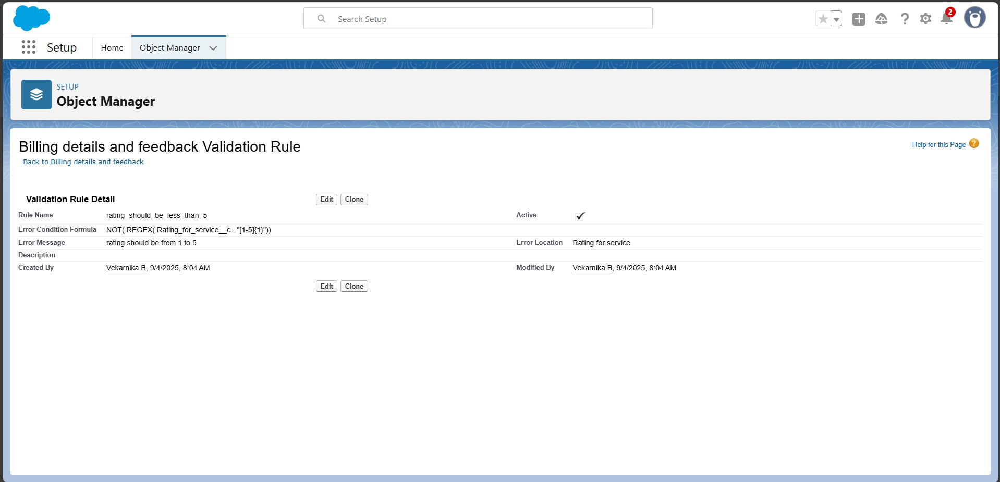 Search Setup
2
Setup
Home
Object Manager
SETUP
Object Manager
Billing details and feedback Validation Rule
Help for this Page
Back to Billing details and feedback
Validation Rule Detail
Edit Clone
Rule Name rating_should_be_less_than_5 Active
Error Condition Formula NOT( REGEX( Rating_for_service__c , "[1-5]{1}"))
Error Message rating should be from 1 to 5 Error Location Rating for service
Description
Created By Vekarnika B, 9/4/2025, 8:04 AM Modified By Vekarnika B, 9/4/2025, 8:04 AM
Edit Clone